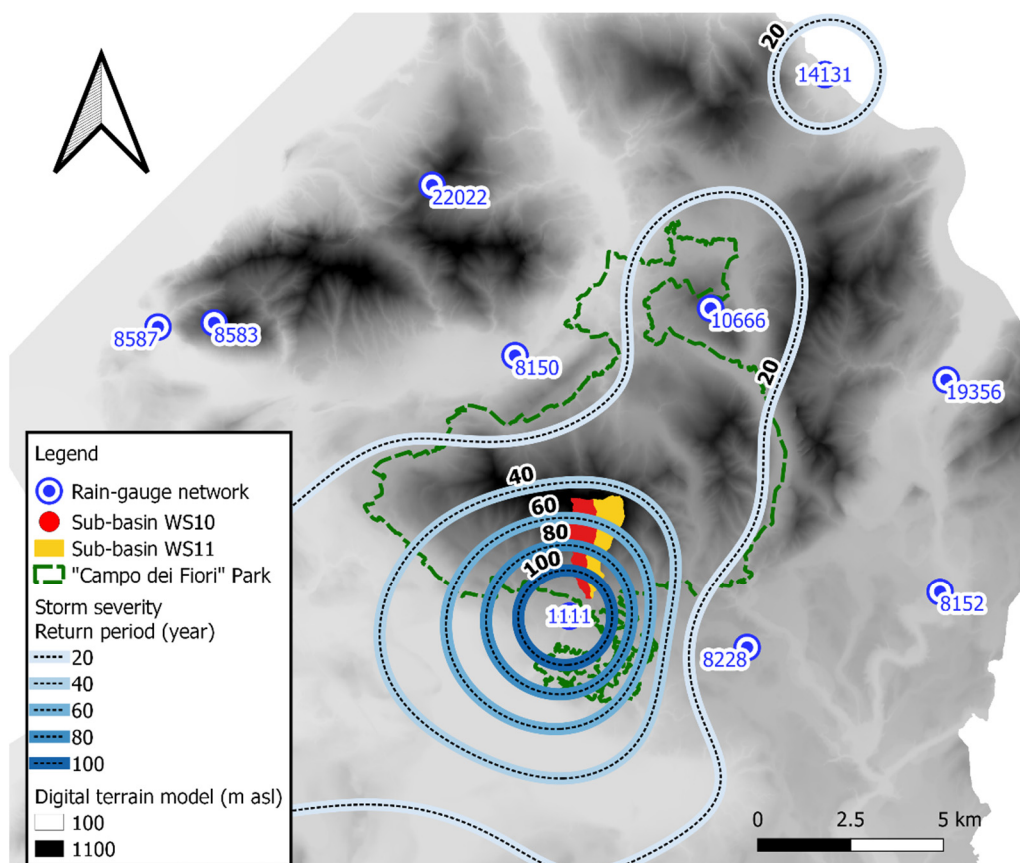 20
14131
22022
20
10666
8587
8583
8150
19356
40
60
80
100
1111
8152
8228
Legend
Rain-gauge network
Sub-basin WS10
Sub-basin WS11
"Campo dei Fiori" Park
Storm severity
Return period (year)
20
40
60
80
100
Digital terrain model (m asl)
100
1100
0 2.5 5 km